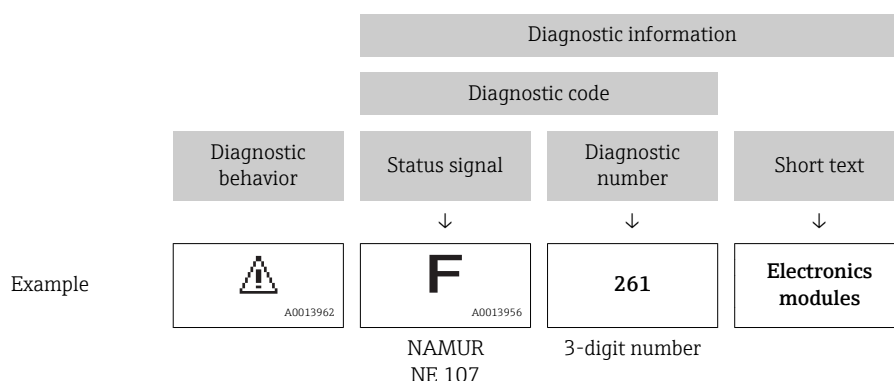 Diagnostic information
Diagnostic code
Diagnostic
behavior
Status signal
Diagnostic
number
Short text
↓ ↓ ↓
Example
A0013962
F
A0013956
261
Electronics
modules
NAMUR
NE 107
3-digit number